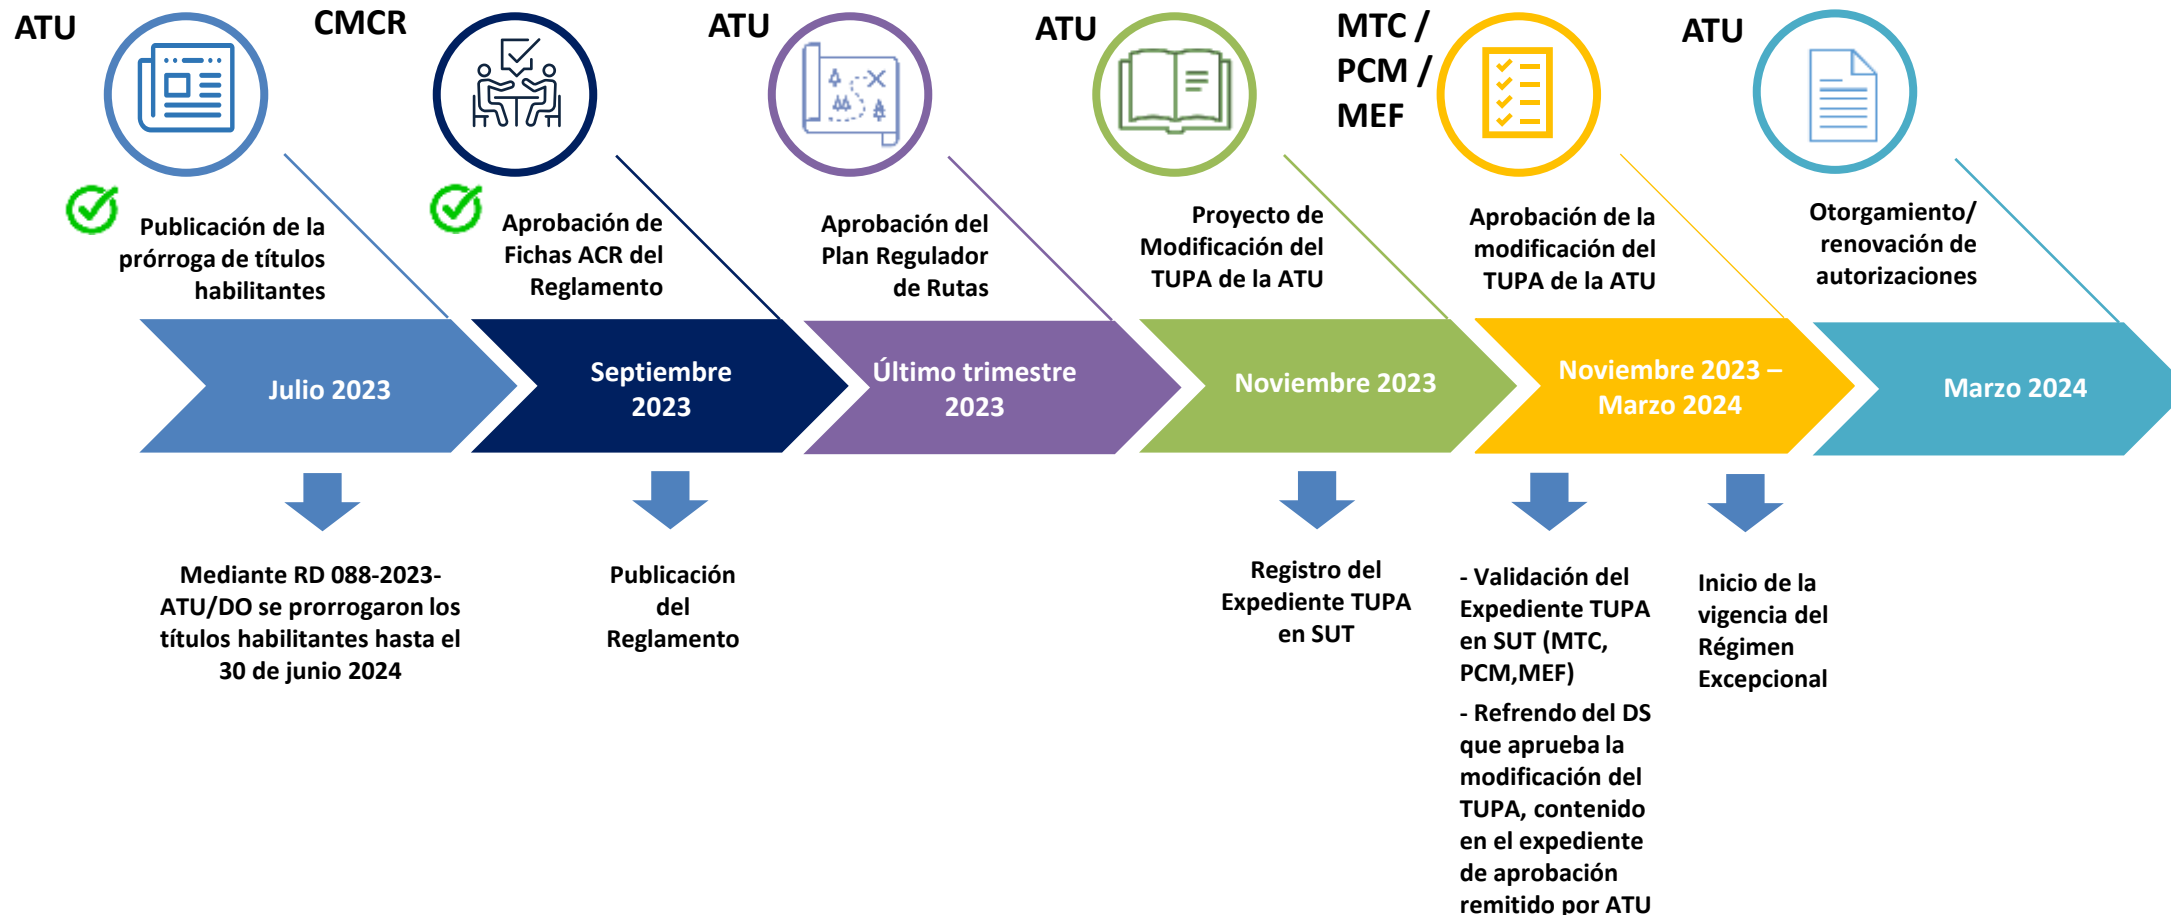 ATU
Publicación de la
prórroga de títulos
habilitantes
Julio 2023
Mediante RD 088-2023-
ATU/DO se prorrogaron los
títulos habilitantes hasta el
30 de junio 2024
CMCR
Aprobación de
Fichas ACR del
Reglamento
Septiembre
2023
Publicación
del
Reglamento
ATU
Aprobación del
Plan Regulador
de Rutas
Último trimestre
2023
ATU
Proyecto de
Modificación del
TUPA de la ATU
Noviembre 2023
Registro del
Expediente TUPA
en SUT
MTC /
PCM /
MEF
Aprobación de la
modificación del
TUPA de la ATU
Noviembre 2023 –
Marzo 2024
- Validación del
Expediente TUPA
en SUT (MTC,
PCM,MEF)
- Refrendo del DS
que aprueba la
modificación del
TUPA, contenido
en el expediente
de aprobación
remitido por ATU
Inicio de la
vigencia del
Régimen
Excepcional
ATU
Otorgamiento/
renovación de
autorizaciones
Marzo 2024